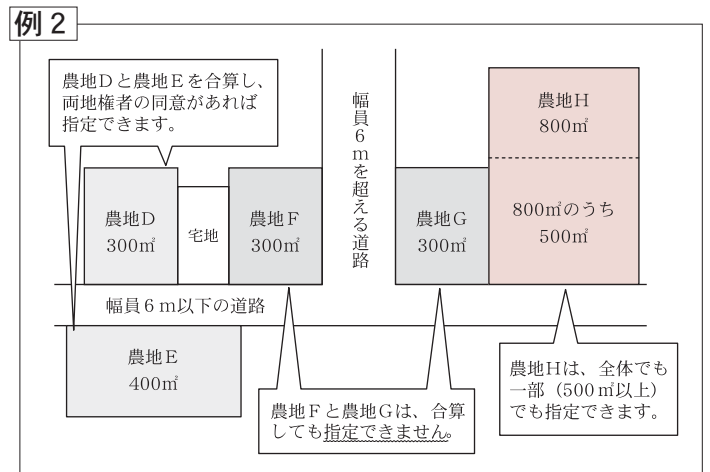 例２
農地Dと農地Eを合算し、
両地権者の同意があれば
指定できます。
幅員６ｍを超える道路
農地H
800㎡
農地D
300㎡
宅地
農地F
300㎡
農地G
300㎡
800㎡のうち
500㎡
幅員６ｍ以下の道路
農地E
400㎡
農地Fと農地Gは、合算
しても指定できません。
農地Hは、全体でも
一部（500㎡以上）
でも指定できます。